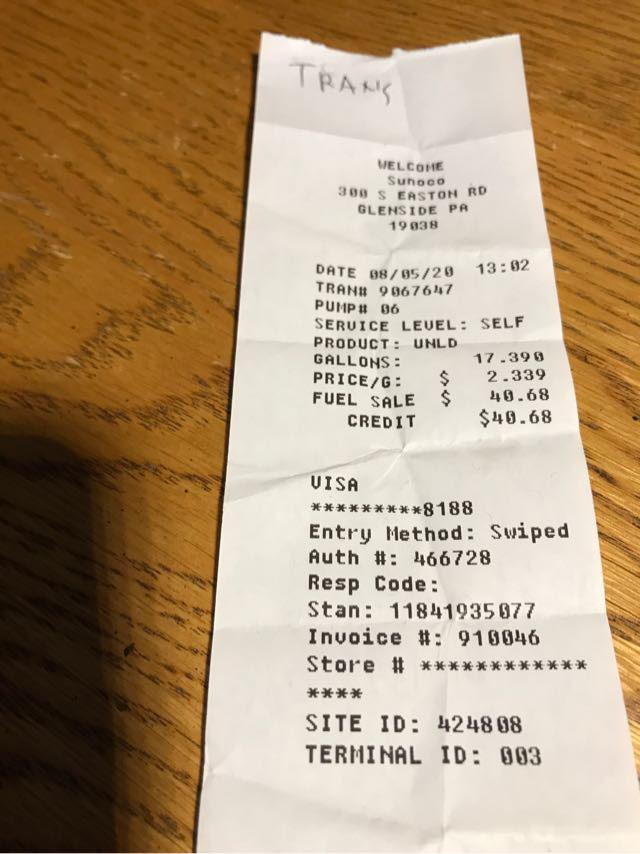 TRANS
WELCOME
Sunoco
300 S EASTON RD
GLENSIDE PA
19038
DATE 08/05/20 13:02
TRAN# 9067647
PUMP# 06
SERVICE LEVEL: SELF
PRODUCT: UNLD
GALLONS: 17.390
PRICE/G: $ 2.339
FUEL SALE $ 40.68
CREDIT $40.68
VISA
*********8188
Entry Method: Swiped
Auth #: 466728
Resp Code:
Stan: 11841935077
Invoice #: 910046
Store # ************
****
SITE ID: 424808
TERMINAL ID: 003